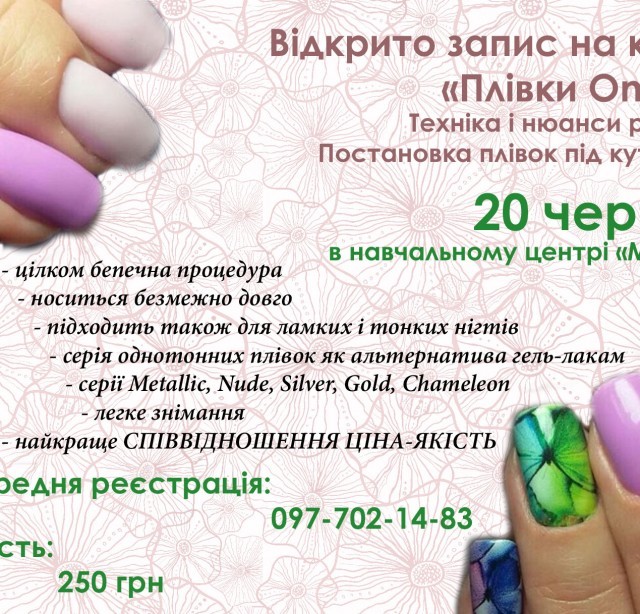 Відкрито запис на к
«Плівки On
Техніка і нюанси р
Постановка плівок під кут
20 чер
в навчальному центрі «М
- цілком бепечна процедура
- носиться безмежно довго
- підходить також для ламких і тонких нігтів
- серія однотонних плівок як альтернатива гель-лакам
- серії Metallic, Nude, Silver, Gold, Chameleon
- легке знімання
- найкраще СПІВВІДНОШЕННЯ ЦІНА-ЯКІСТЬ
редня реєстрація:
097-702-14-83
сть:
250 грн